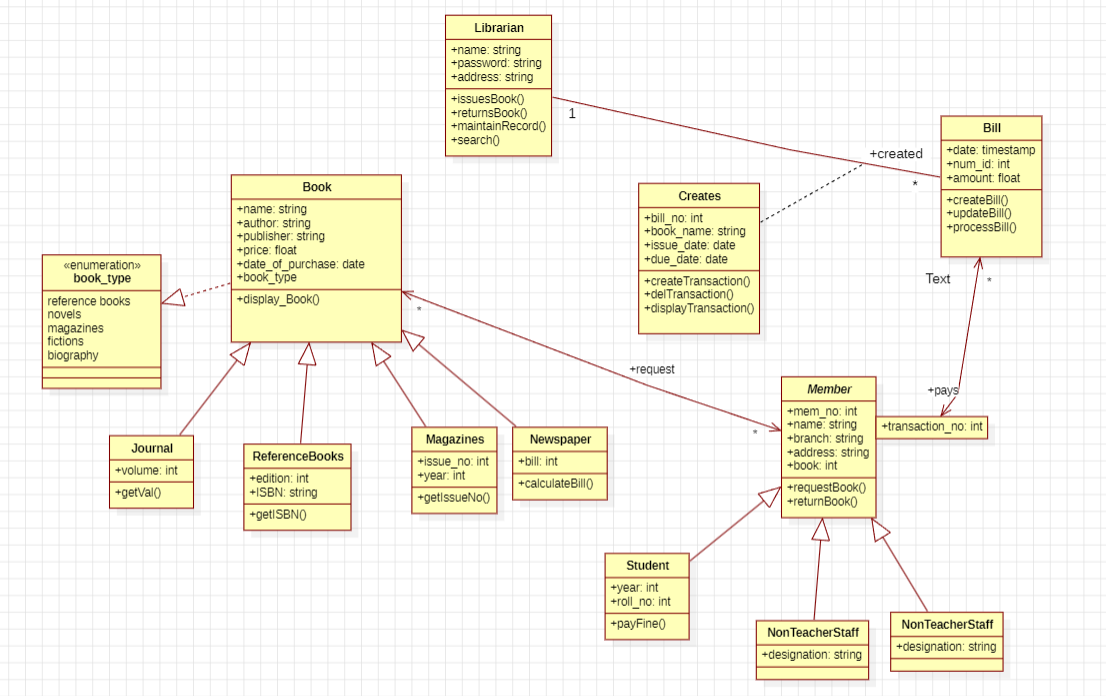 Librarian
+name: string
+password: string
+address: string
+issuesBook()
+returnsBook()
+maintainRecord()
+search()
1
+created
*
Bill
+date: timestamp
+num_id: int
+amount: float
+createBill()
+updateBill()
+processBill()
Book
+name: string
+author: string
+publisher: string
+price: float
+date_of_purchase: date
+book_type
+display_Book()
Creates
+bill_no: int
+book_name: string
+issue_date: date
+due_date: date
+createTransaction()
+delTransaction()
+displayTransaction()
«enumeration»
book_type
reference books
novels
magazines
fictions
biography
Text
*
*
+request
*
+pays
Member
+mem_no: int
+name: string
+branch: string
+address: string
+book: int
+requestBook()
+returnBook()
+transaction_no: int
Journal
+volume: int
+getVal()
ReferenceBooks
+edition: int
+ISBN: string
+getISBN()
Magazines
+issue_no: int
+year: int
+getIssueNo()
Newspaper
+bill: int
+calculateBill()
Student
+year: int
+roll_no: int
+payFine()
NonTeacherStaff
+designation: string
NonTeacherStaff
+designation: string